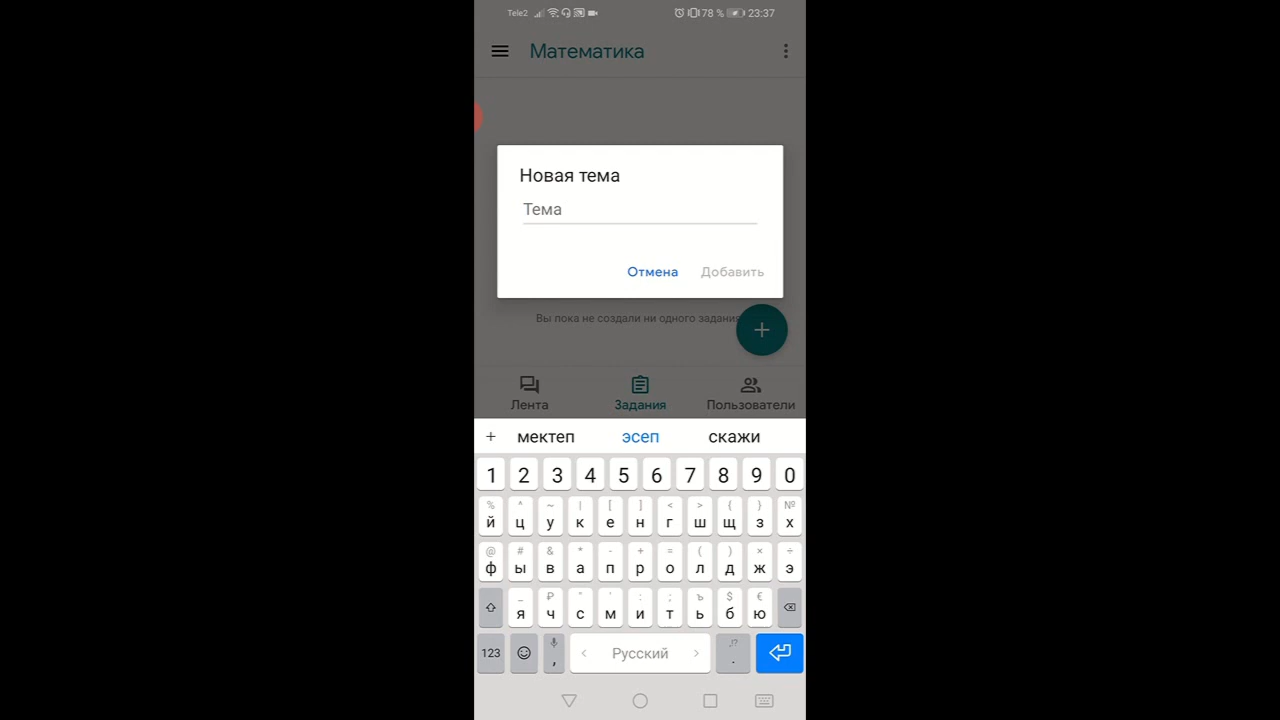 Tele2 78 % 23:37
Математика
Новая тема
Тема
Отмена Добавить
Вы пока не создали ни одного задания
Лента Задания Пользователи
+ мектеп эсеп скажи
1 2 3 4 5 6 7 8 9 0
% ^ ~ | [ ] < > { } №
й ц у к е н г ш щ з х
@ # & * - + = ( ) × ÷
ф ы в а п р о л д ж э
_ ₽ " ' : ; ъ $ €
я ч с м и т ь б ю
123 , < Русский > ,!? .